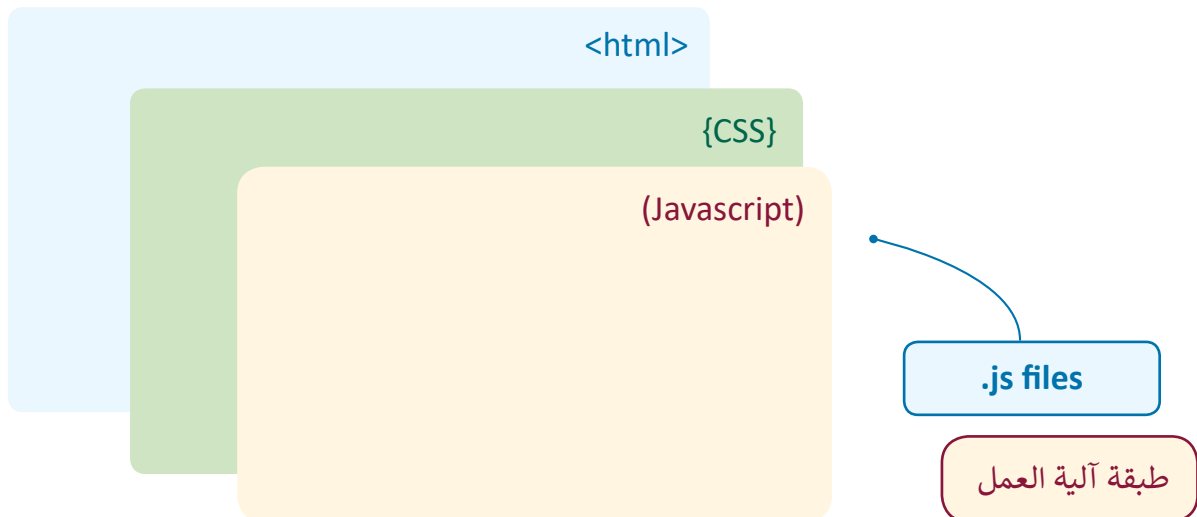 <html>
{CSS}
(Javascript)
.js files
طبقة آلية العمل